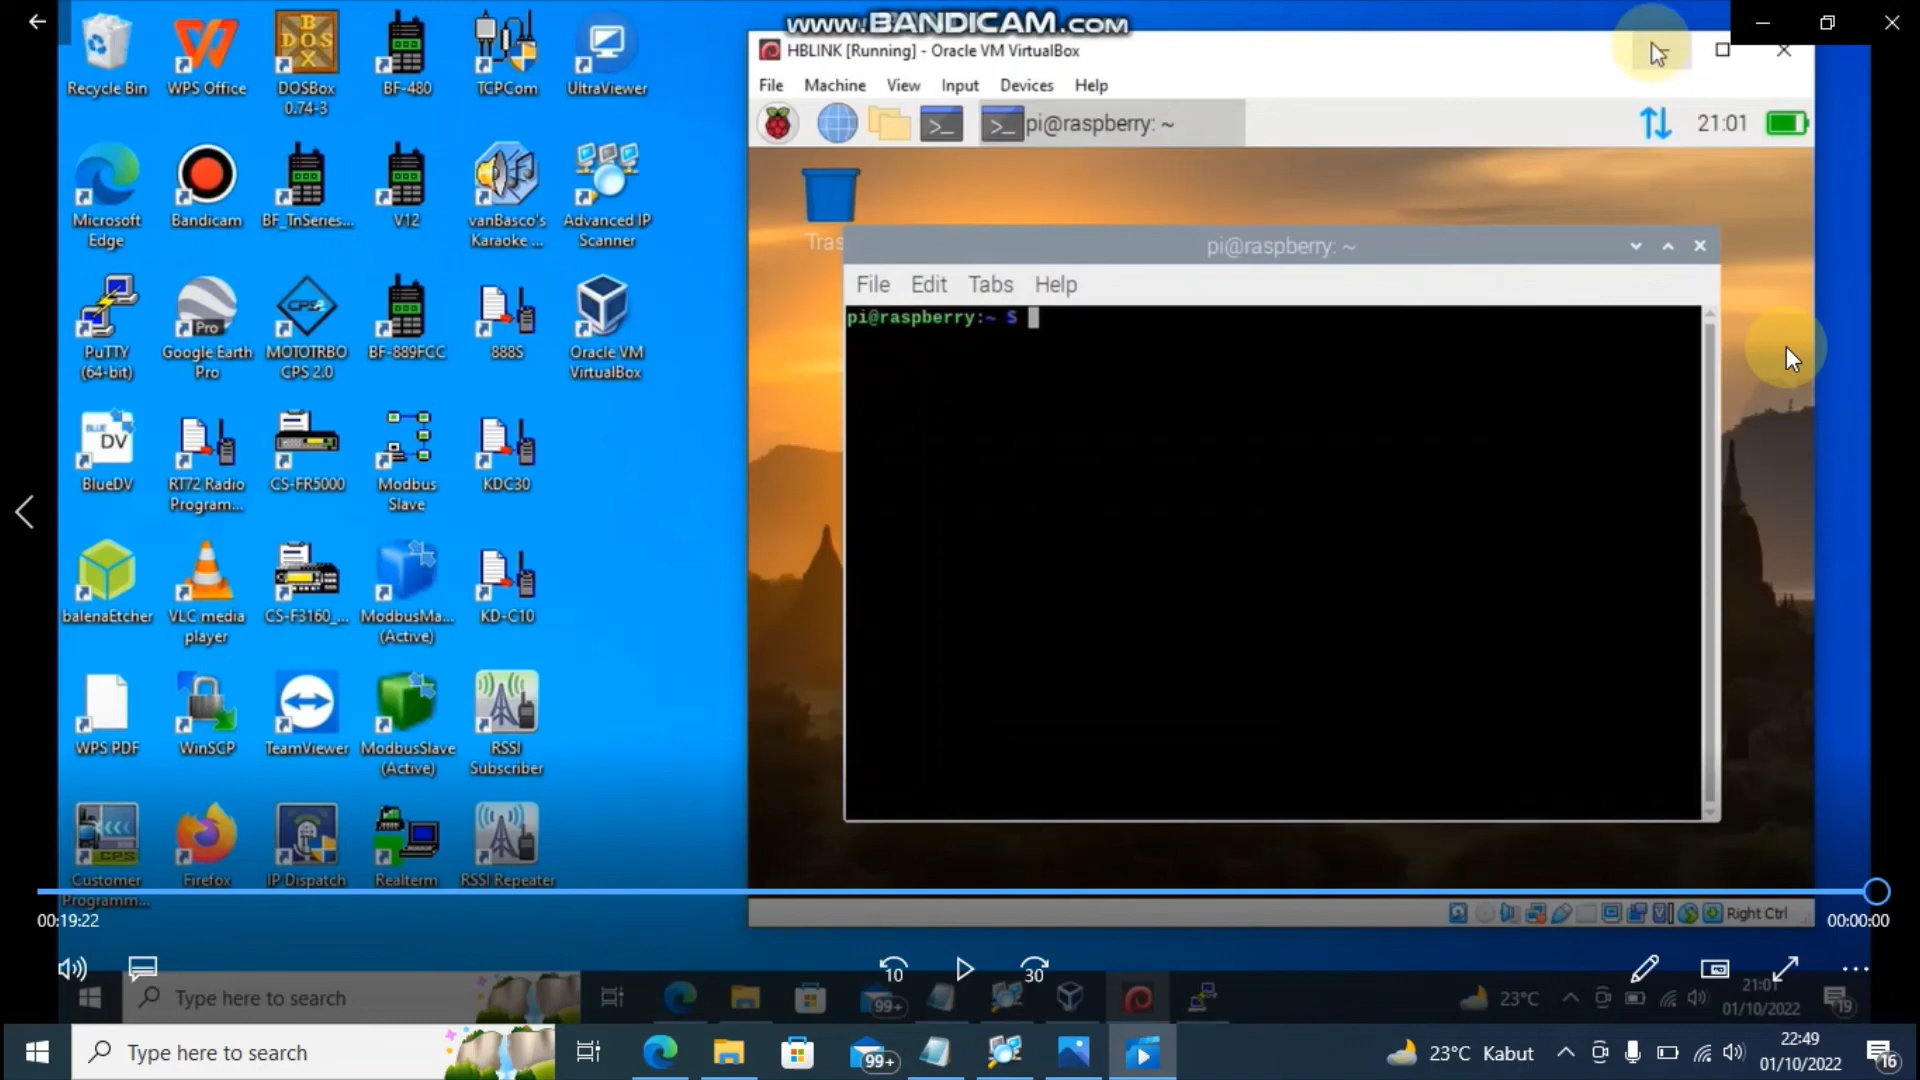 www.BANDICAM.com
HBLINK [Running] - Oracle VM VirtualBox
File Machine View Input Devices Help
pi@raspberry: ~
21:01
Recycle Bin
WPS Office
DOSBox 0.74-3
BF-480
TCPCom
UltraViewer
Microsoft Edge
Bandicam
BF_TnSeries...
V12
vanBasco's Karaoke ...
Advanced IP Scanner
PuTTY (64-bit)
Google Earth Pro
MOTOTRBO CPS 2.0
BF-889FCC
888S
Oracle VM VirtualBox
BlueDV
RT72 Radio Program...
CS-FR5000
Modbus Slave
KDC30
balenaEtcher
VLC media player
CS-F3160_...
ModbusMa... (Active)
KD-C10
WPS PDF
WinSCP
TeamViewer
ModbusSlave (Active)
RSSI Subscriber
Customer Programm...
Firefox
IP Dispatch
Realterm
RSSI Repeater
pi@raspberry: ~
File Edit Tabs Help
pi@raspberry:~ $
Right Ctrl
00:19:22
00:00:00
10
30
Type here to search
99+
23°C
21:01
01/10/2022
19
Type here to search
99+
23°C Kabut
22:49
01/10/2022
16